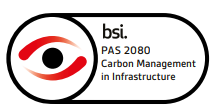 bsi.
PAS 2080
Carbon Management
in Infrastructure